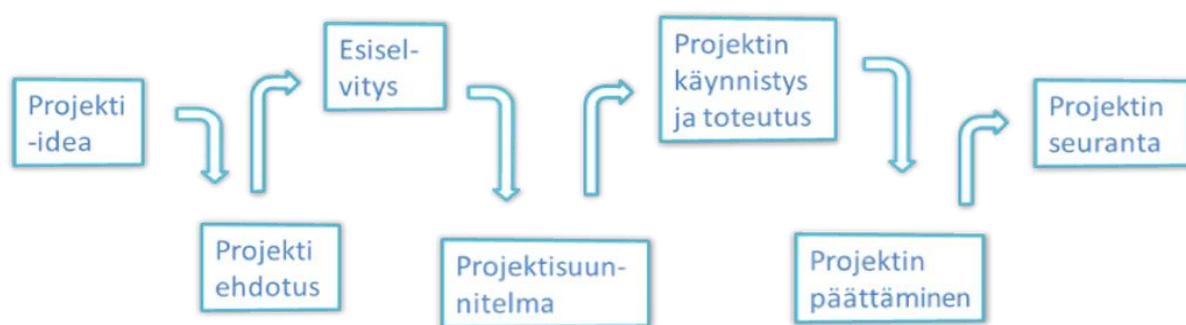 Projekti
-idea
Projekti
ehdotus
Esisel-
vitys
Projektisuun-
nitelma
Projektin
käynnistys
ja toteutus
Projektin
päättäminen
Projektin
seuranta